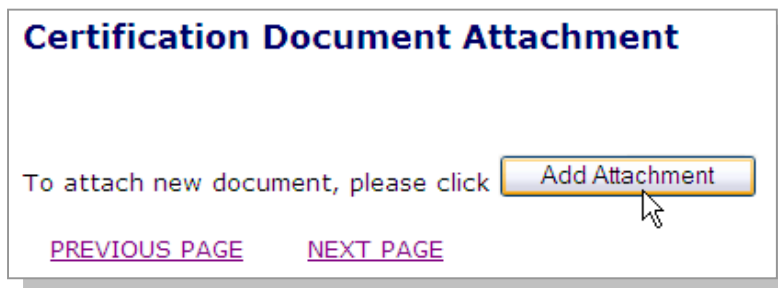 Certification Document Attachment
To attach new document, please click Add Attachment
PREVIOUS PAGE NEXT PAGE